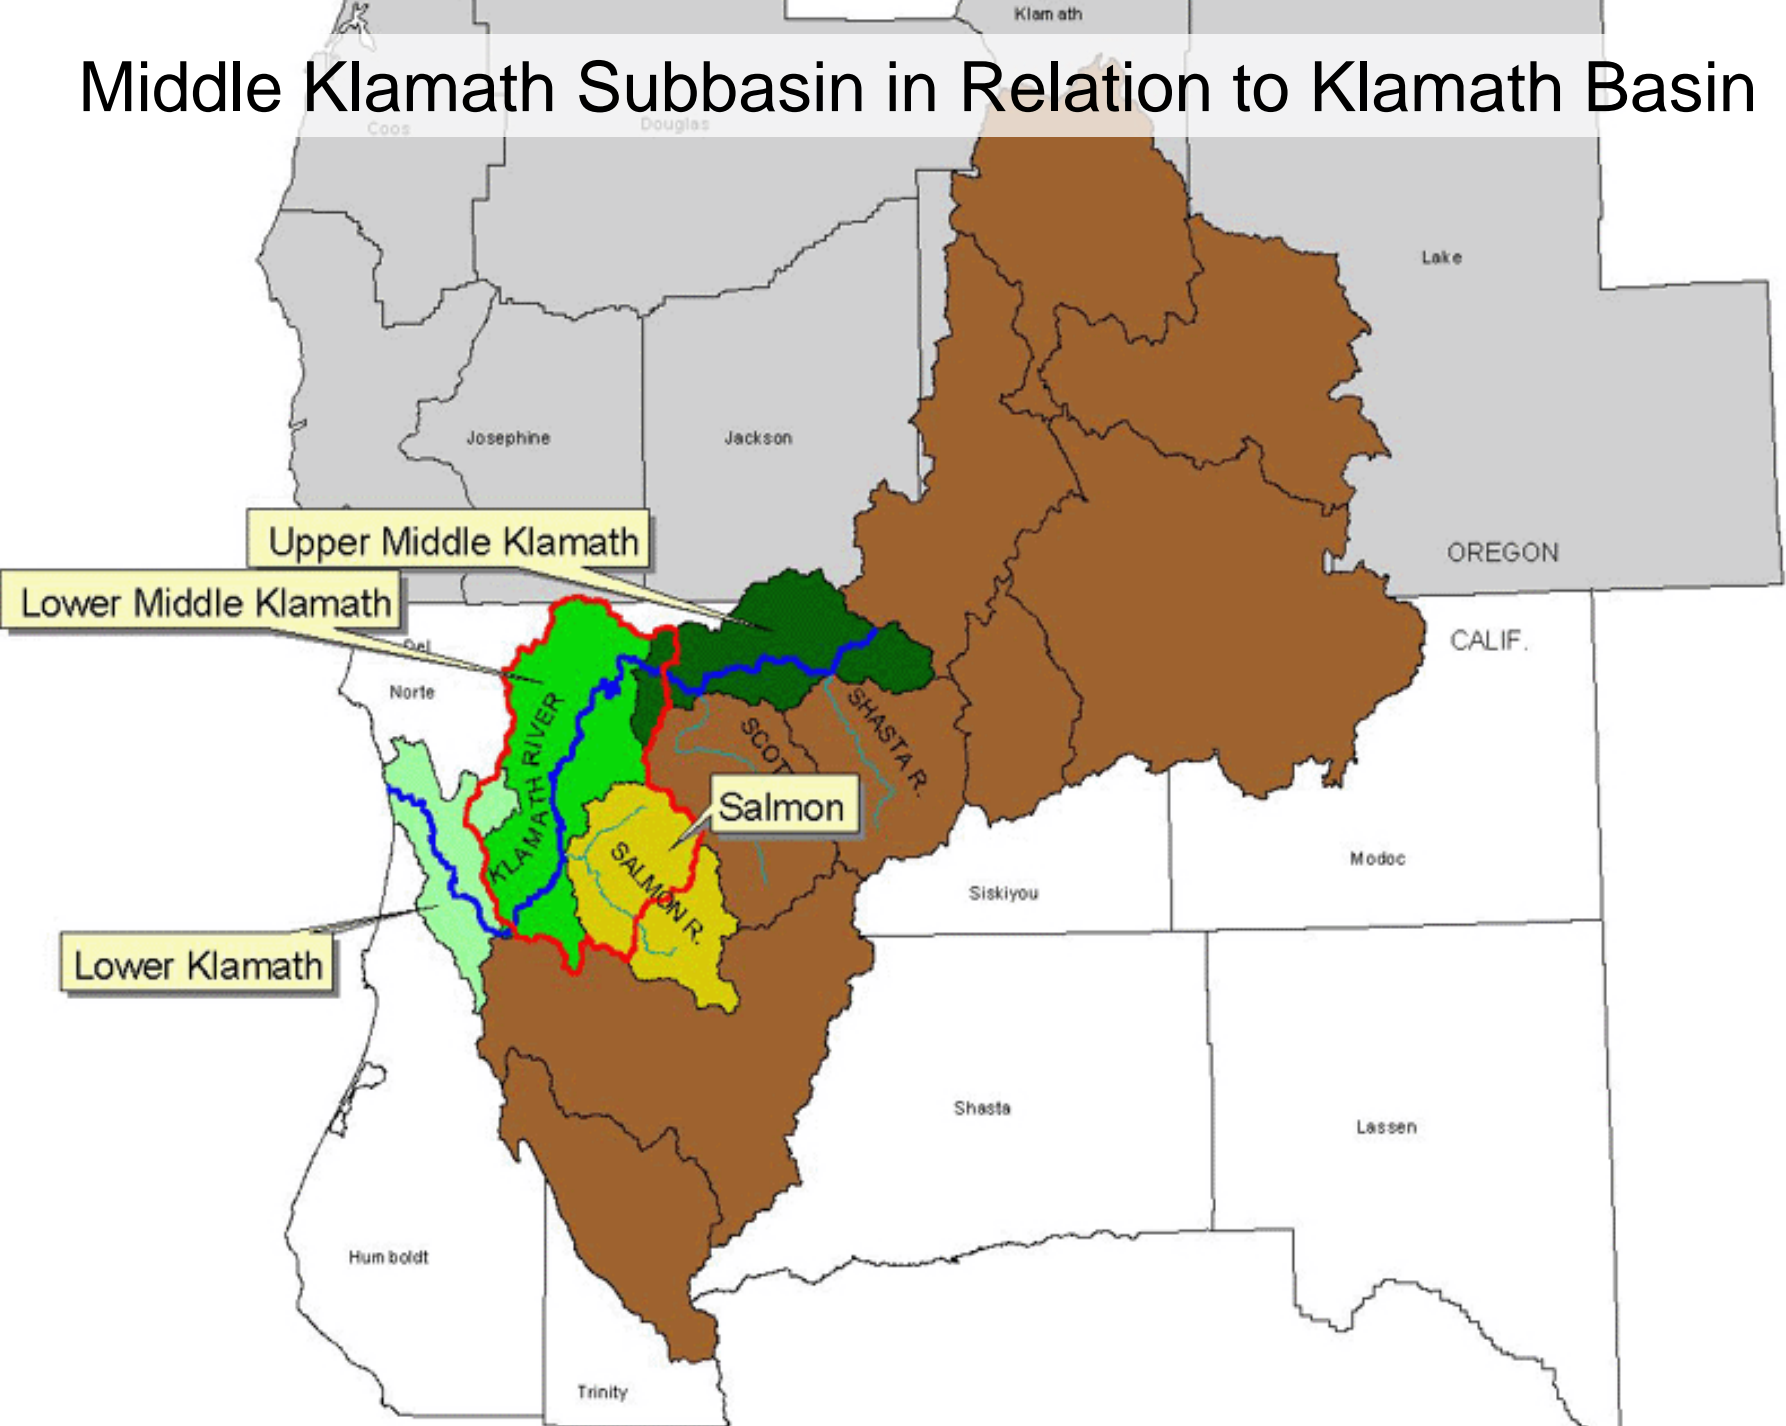 Klamath
Middle Klamath Subbasin in Relation to Klamath Basin
Coos
Douglas
Lake
Josephine
Jackson
Upper Middle Klamath
OREGON
Lower Middle Klamath
CALIF.
Del
Norte
KLAMATH RIVER
SCOT
SHASTA R.
Salmon
SALMON R.
Modoc
Siskiyou
Lower Klamath
Shasta
Lassen
Humboldt
Trinity